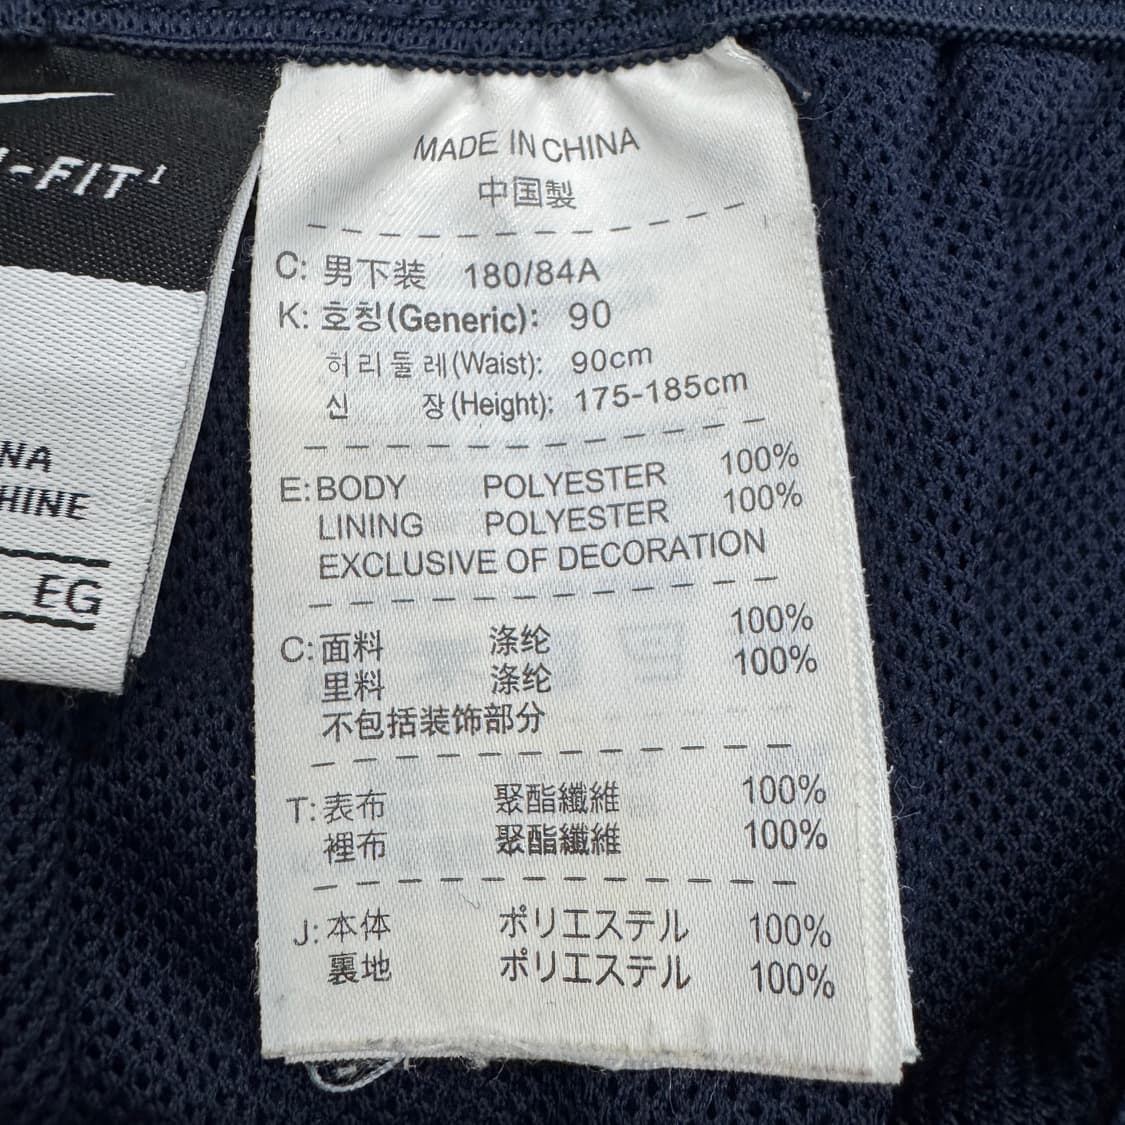 -FIT
NA
HINE
EG
MADE IN CHINA
中国製
C: 男下装 180/84A
K: 호칭(Generic): 90
허리둘레(Waist): 90cm
신 장(Height): 175-185cm
E: BODY POLYESTER 100%
LINING POLYESTER 100%
EXCLUSIVE OF DECORATION
C: 面料 涤纶 100%
里料 涤纶 100%
不包括装饰部分
T: 表布 聚酯纖維 100%
裡布 聚酯纖維 100%
J: 本体 ポリエステル 100%
裏地 ポリエステル 100%